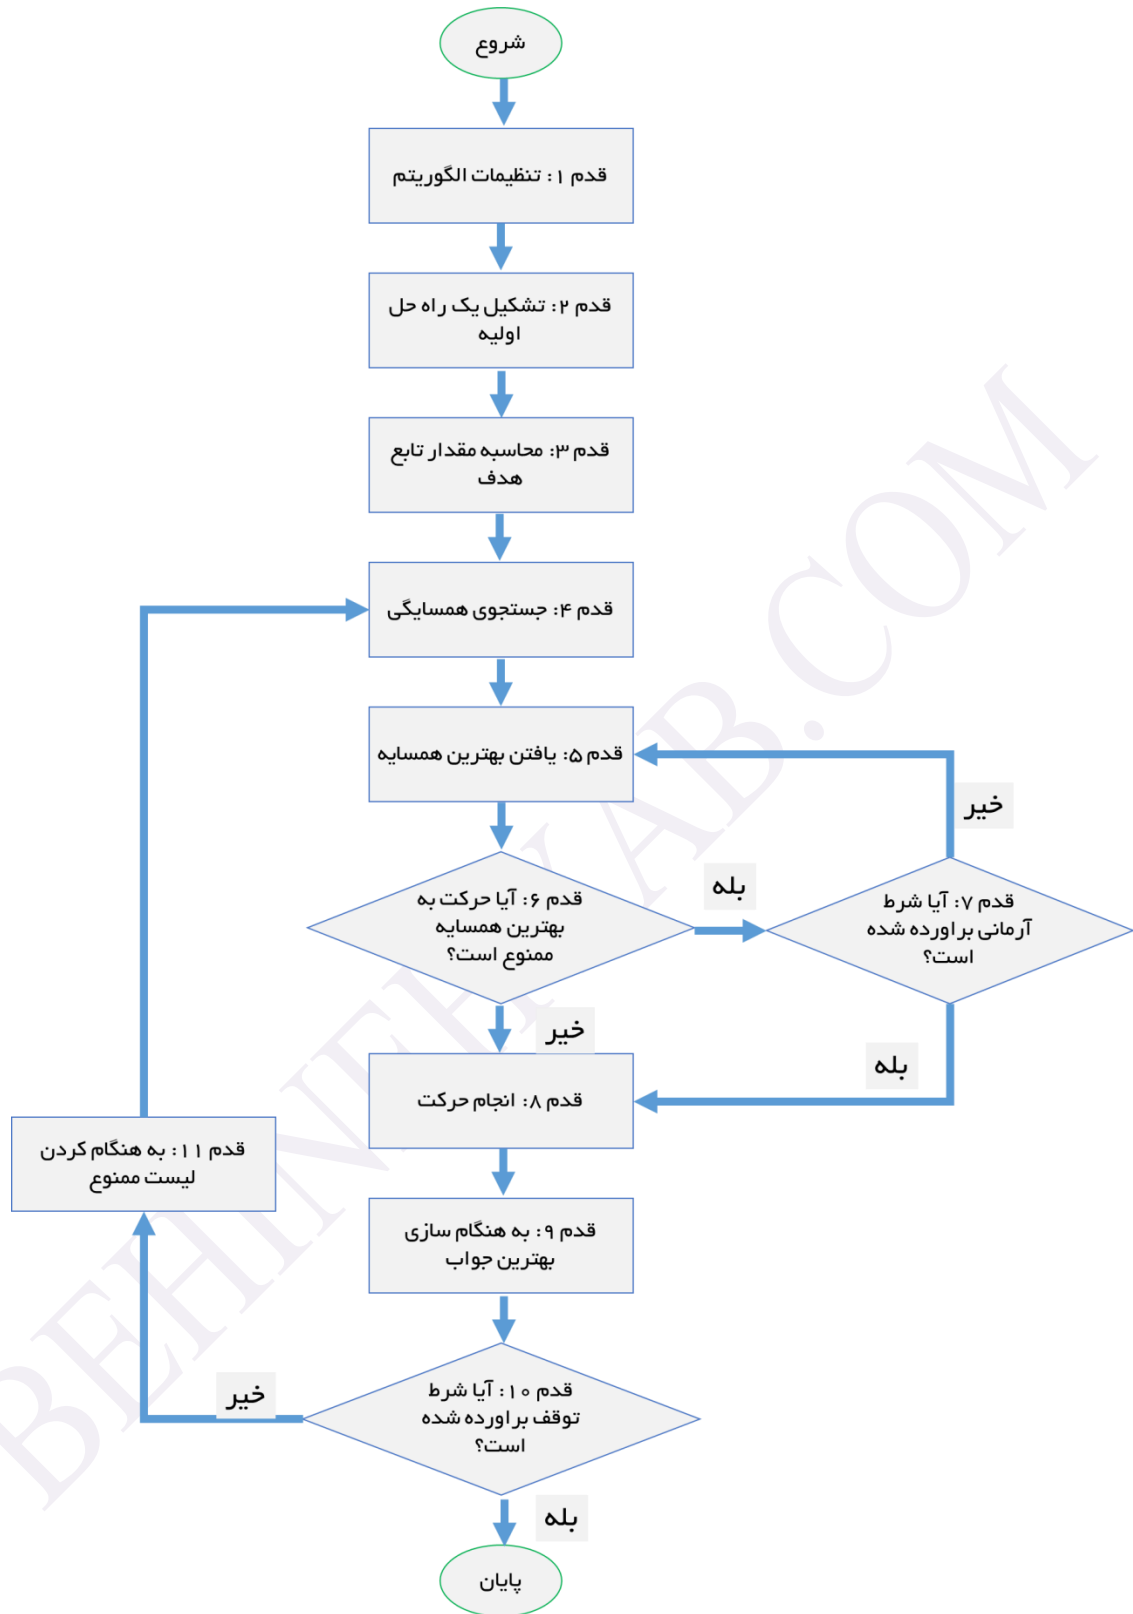 شروع
قدم ۱: تنظیمات الگوریتم
قدم ۲: تشکیل یک راه حل
اولیه
قدم ۳: محاسبه مقدار تابع
هدف
قدم ۴: جستجوی همسایگی
قدم ۵: یافتن بهترین همسایه
خیر
قدم ۶: آیا حرکت به
بهترین همسایه
ممنوع است؟
بله
قدم ۷: آیا شرط
آرمانی براورده شده
است؟
خیر
بله
قدم ۸: انجام حرکت
قدم ۱۱: به هنگام کردن
لیست ممنوع
قدم ۹: به هنگام سازی
بهترین جواب
قدم ۱۰: آیا شرط
توقف براورده شده
است؟
خیر
بله
پایان
BEHINEHYAB.COM